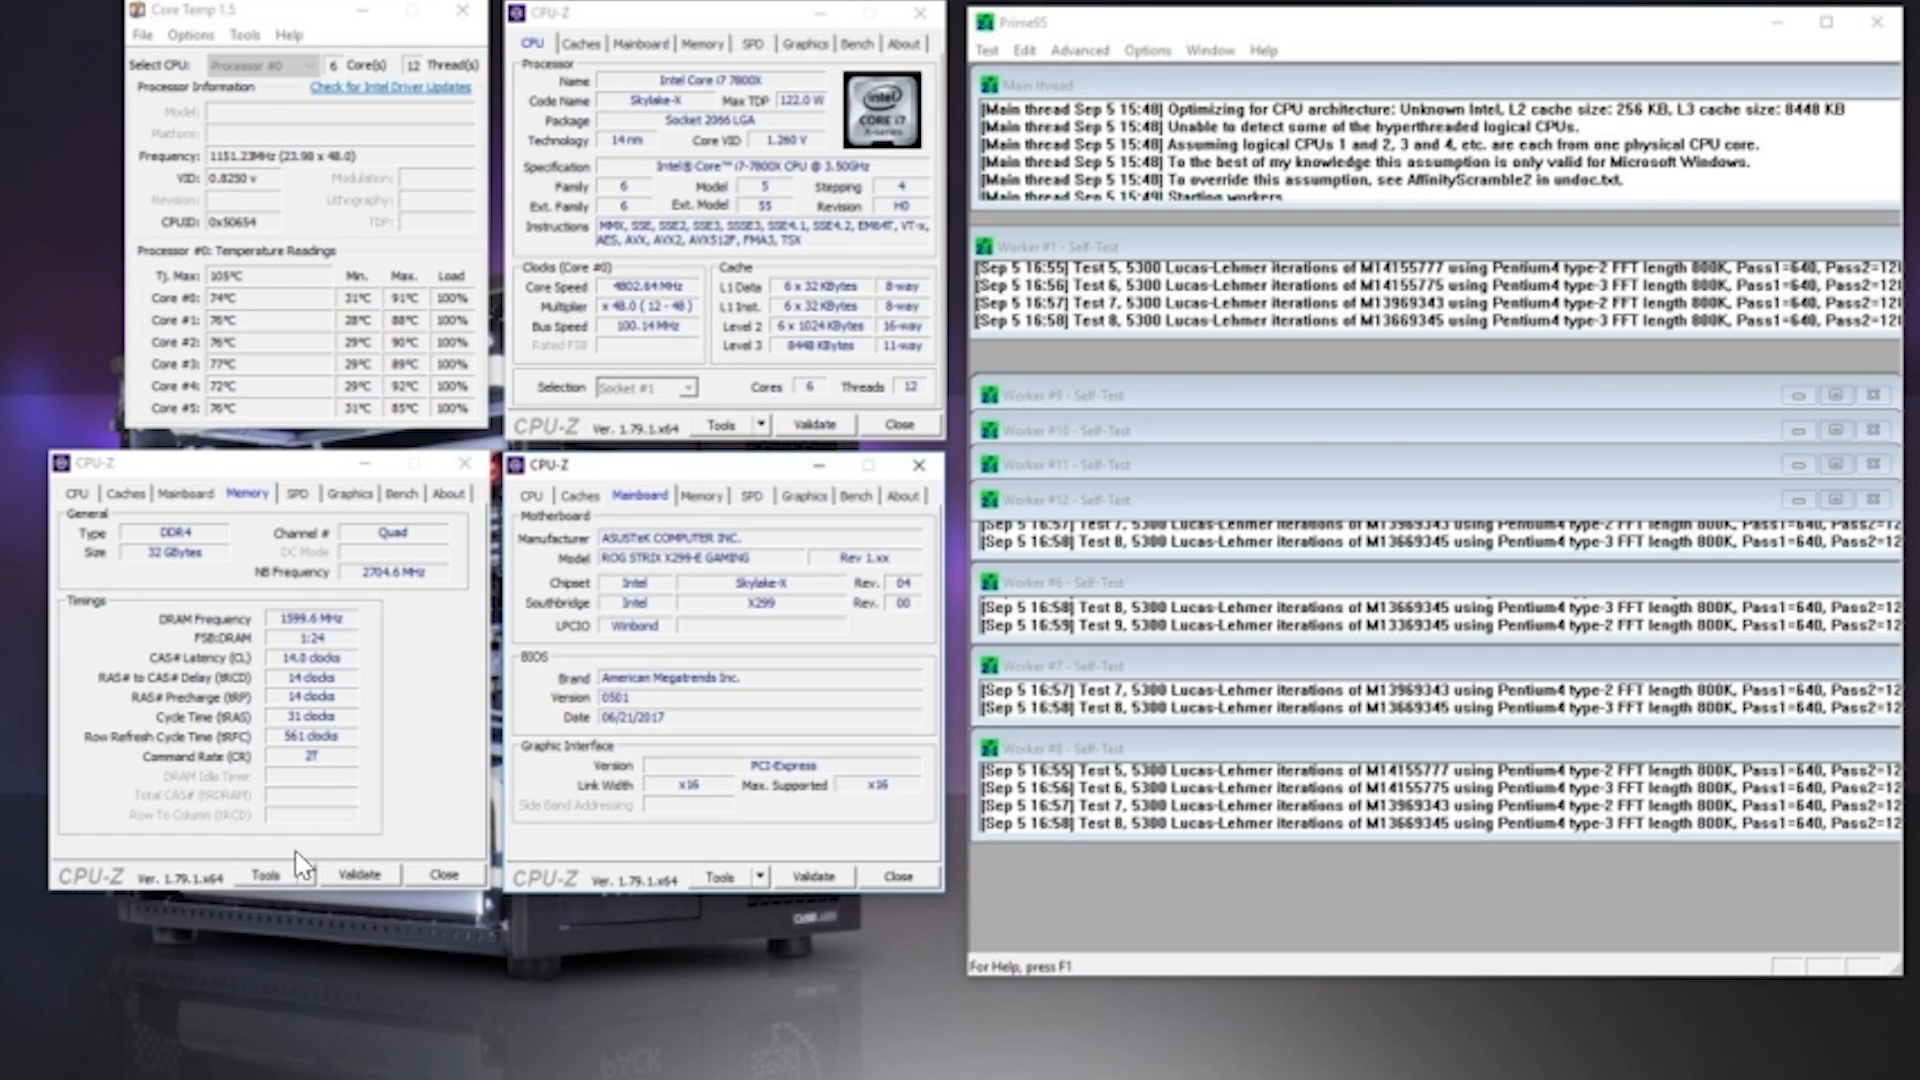 Core Temp 1.5
File Options Tools Help
Select CPU: Processor #0 6 Core(s) 12 Thread(s)
Processor Information Check for Intel Driver Updates
Model:
Platform:
Frequency: 1151.23MHz (23.98 x 48.0)
VID: 0.8250 v Modulation:
Revision: Lithography:
CPUID: 0x50654 TDP:
Processor #0: Temperature Readings
Tj. Max: 105°C Min. Max. Load
Core #0: 74°C 31°C 91°C 100%
Core #1: 76°C 28°C 88°C 100%
Core #2: 76°C 29°C 90°C 100%
Core #3: 77°C 29°C 89°C 100%
Core #4: 72°C 29°C 92°C 100%
Core #5: 76°C 31°C 85°C 100%
CPU-Z
CPU Caches Mainboard Memory SPD Graphics Bench About
Processor
Name Intel Core i7 7800X
Code Name Skylake-X Max TDP 122.0 W
Package Socket 2066 LGA
Technology 14 nm Core VID 1.260 V
intel CORE i7 X-series
Specification Intel® Core™ i7-7800X CPU @ 3.50GHz
Family 6 Model 5 Stepping 4
Ext. Family 6 Ext. Model 55 Revision H0
Instructions MMX, SSE, SSE2, SSE3, SSSE3, SSE4.1, SSE4.2, EM64T, VT-x,
AES, AVX, AVX2, AVX512F, FMA3, TSX
Clocks (Core #0) Cache
Core Speed 4802.64 MHz L1 Data 6 x 32 KBytes 8-way
Multiplier x 48.0 ( 12 - 48 ) L1 Inst. 6 x 32 KBytes 8-way
Bus Speed 100.14 MHz Level 2 6 x 1024 KBytes 16-way
Rated FSB Level 3 8448 KBytes 11-way
Selection Socket #1 Cores 6 Threads 12
CPU-Z Ver. 1.79.1.x64 Tools Validate Close
CPU-Z
CPU Caches Mainboard Memory SPD Graphics Bench About
General
Type DDR4 Channel # Quad
Size 32 GBytes DC Mode
NB Frequency 2704.6 MHz
Timings
DRAM Frequency 1599.6 MHz
FSB:DRAM 1:24
CAS# Latency (CL) 14.0 clocks
RAS# to CAS# Delay (tRCD) 14 clocks
RAS# Precharge (tRP) 14 clocks
Cycle Time (tRAS) 31 clocks
Row Refresh Cycle Time (tRFC) 561 clocks
Command Rate (CR) 2T
DRAM Idle Timer
Total CAS# (tRDRAM)
Row To Column (tRCD)
CPU-Z Ver. 1.79.1.x64 Tools Validate Close
CPU-Z
CPU Caches Mainboard Memory SPD Graphics Bench About
Motherboard
Manufacturer ASUSTeK COMPUTER INC.
Model ROG STRIX X299-E GAMING Rev 1.xx
Chipset Intel Skylake-X Rev. 04
Southbridge Intel X299 Rev. 00
LPCIO Winbond
BIOS
Brand American Megatrends Inc.
Version 0501
Date 06/21/2017
Graphic Interface
Version PCI-Express
Link Width x16 Max. Supported x16
Side Band Addressing
CPU-Z Ver. 1.79.1.x64 Tools Validate Close
Prime95
Test Edit Advanced Options Window Help
Main thread
[Main thread Sep 5 15:48] Optimizing for CPU architecture: Unknown Intel, L2 cache size: 256 KB, L3 cache size: 8448 KB
[Main thread Sep 5 15:48] Unable to detect some of the hyperthreaded logical CPUs.
[Main thread Sep 5 15:48] Assuming logical CPUs 1 and 2, 3 and 4, etc. are each from one physical CPU core.
[Main thread Sep 5 15:48] To the best of my knowledge this assumption is only valid for Microsoft Windows.
[Main thread Sep 5 15:48] To override this assumption, see AffinityScramble2 in undoc.txt.
[Main thread Sep 5 15:49] Starting workers.
Worker #1 - Self-Test
[Sep 5 16:55] Test 5, 5300 Lucas-Lehmer iterations of M14155777 using Pentium4 type-2 FFT length 800K, Pass1=640, Pass2=12
[Sep 5 16:56] Test 6, 5300 Lucas-Lehmer iterations of M14155775 using Pentium4 type-3 FFT length 800K, Pass1=640, Pass2=12
[Sep 5 16:57] Test 7, 5300 Lucas-Lehmer iterations of M13969343 using Pentium4 type-2 FFT length 800K, Pass1=640, Pass2=12
[Sep 5 16:58] Test 8, 5300 Lucas-Lehmer iterations of M13669345 using Pentium4 type-3 FFT length 800K, Pass1=640, Pass2=12
Worker #9 - Self-Test
Worker #10 - Self-Test
Worker #11 - Self-Test
Worker #12 - Self-Test
[Sep 5 16:57] Test 7, 5300 Lucas-Lehmer iterations of M13969343 using Pentium4 type-2 FFT length 800K, Pass1=640, Pass2=12
[Sep 5 16:58] Test 8, 5300 Lucas-Lehmer iterations of M13669345 using Pentium4 type-3 FFT length 800K, Pass1=640, Pass2=12
Worker #6 - Self-Test
[Sep 5 16:58] Test 8, 5300 Lucas-Lehmer iterations of M13669345 using Pentium4 type-3 FFT length 800K, Pass1=640, Pass2=12
[Sep 5 16:59] Test 9, 5300 Lucas-Lehmer iterations of M13369345 using Pentium4 type-2 FFT length 800K, Pass1=640, Pass2=12
Worker #7 - Self-Test
[Sep 5 16:57] Test 7, 5300 Lucas-Lehmer iterations of M13969343 using Pentium4 type-2 FFT length 800K, Pass1=640, Pass2=12
[Sep 5 16:58] Test 8, 5300 Lucas-Lehmer iterations of M13669345 using Pentium4 type-3 FFT length 800K, Pass1=640, Pass2=12
Worker #8 - Self-Test
[Sep 5 16:55] Test 5, 5300 Lucas-Lehmer iterations of M14155777 using Pentium4 type-2 FFT length 800K, Pass1=640, Pass2=12
[Sep 5 16:56] Test 6, 5300 Lucas-Lehmer iterations of M14155775 using Pentium4 type-3 FFT length 800K, Pass1=640, Pass2=12
[Sep 5 16:57] Test 7, 5300 Lucas-Lehmer iterations of M13969343 using Pentium4 type-2 FFT length 800K, Pass1=640, Pass2=12
[Sep 5 16:58] Test 8, 5300 Lucas-Lehmer iterations of M13669345 using Pentium4 type-3 FFT length 800K, Pass1=640, Pass2=12
For Help, press F1